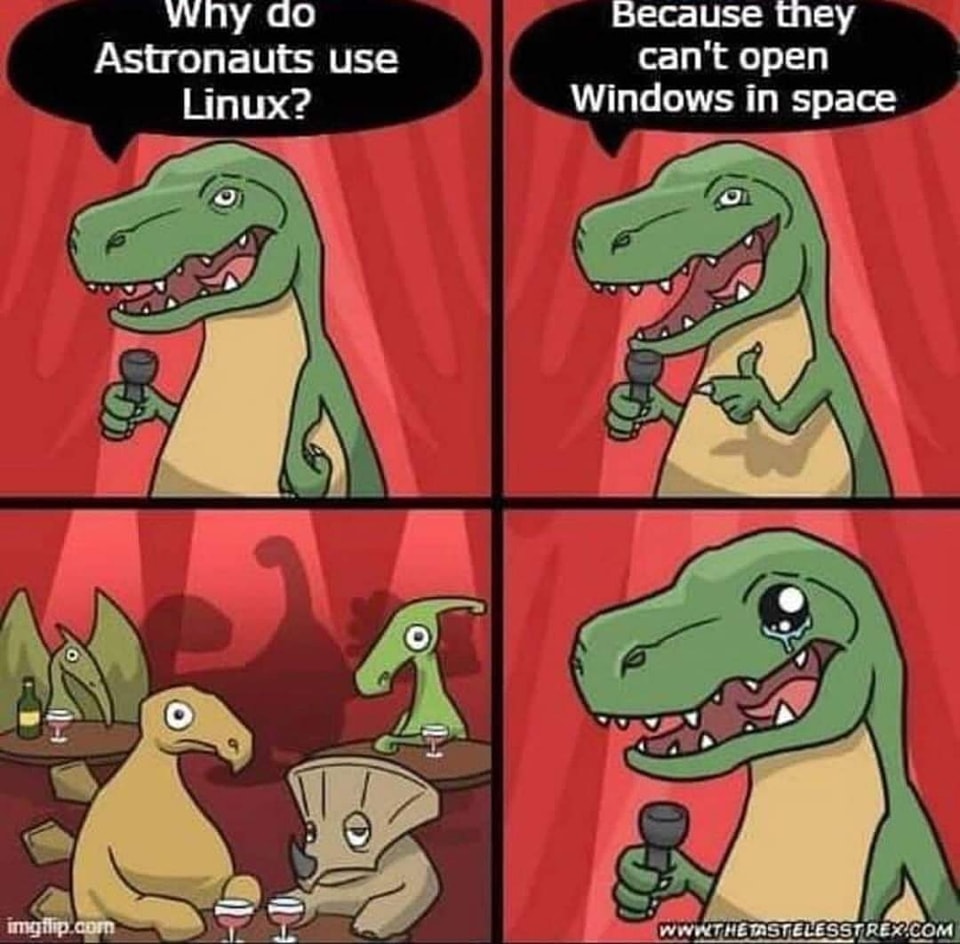 Why do
Astronauts use
Linux?
Because they
can't open
Windows in space
imgflip.com
WWW.THETASTELESSTREX.COM